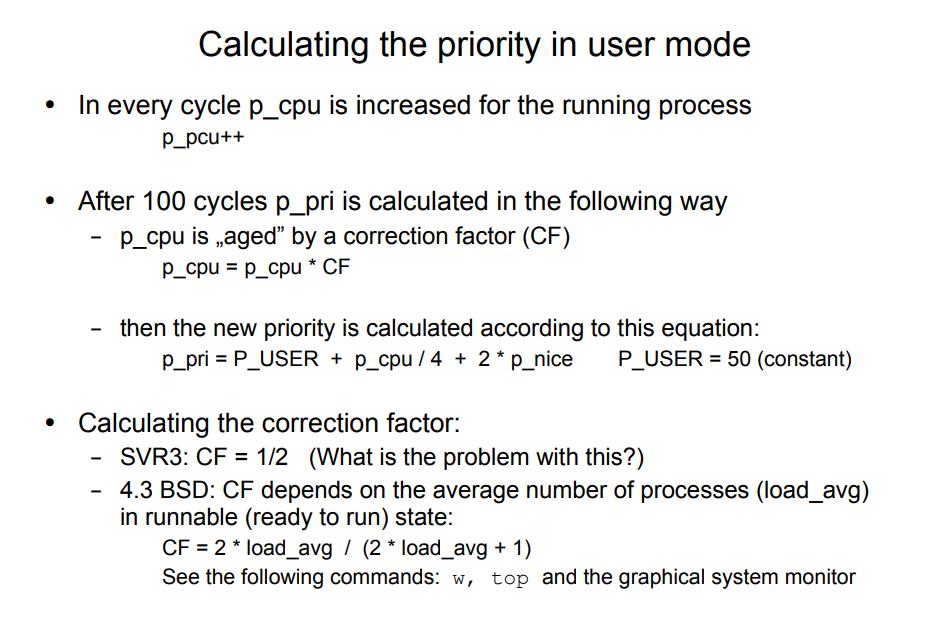 Calculating the priority in user mode
• In every cycle p_cpu is increased for the running process
p_pcu++
• After 100 cycles p_pri is calculated in the following way
– p_cpu is „aged” by a correction factor (CF)
p_cpu = p_cpu * CF
– then the new priority is calculated according to this equation:
p_pri = P_USER + p_cpu / 4 + 2 * p_nice P_USER = 50 (constant)
• Calculating the correction factor:
– SVR3: CF = 1/2 (What is the problem with this?)
– 4.3 BSD: CF depends on the average number of processes (load_avg)
in runnable (ready to run) state:
CF = 2 * load_avg / (2 * load_avg + 1)
See the following commands: w, top and the graphical system monitor